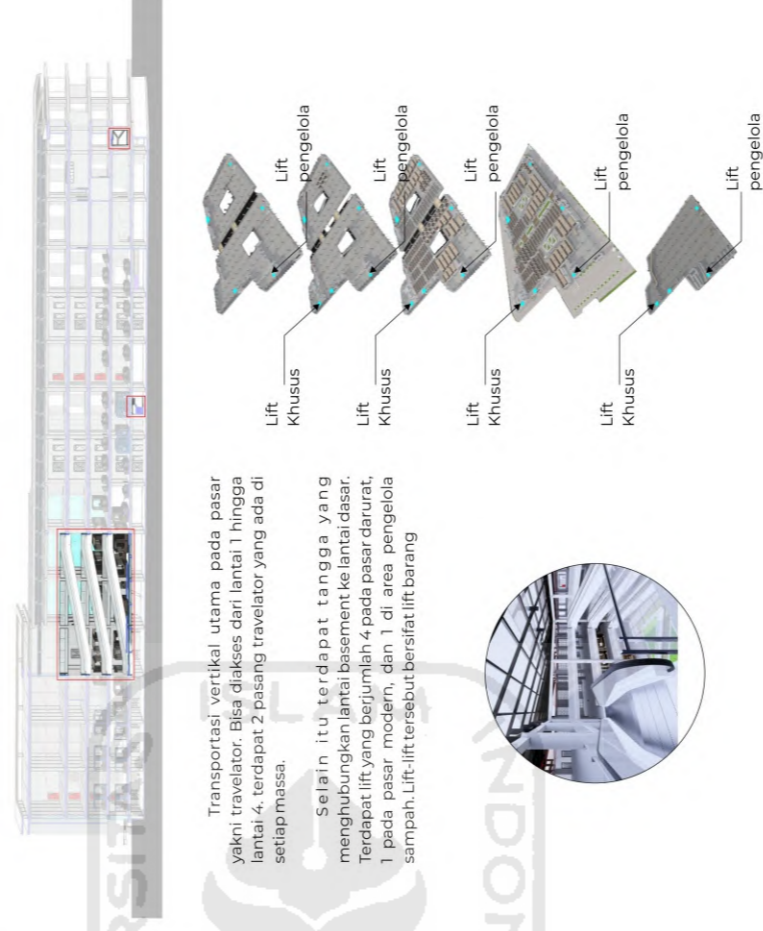 Transportasi vertikal utama pada pasar
yakni travelator. Bisa diakses dari lantai 1 hingga
lantai 4. terdapat 2 pasang travelator yang ada di
setiap massa.
Selain itu terdapat tangga yang
menghubungkan lantai basement ke lantai dasar.
Terdapat lift yang berjumlah 4 pada pasar darurat,
1 pada pasar modern, dan 1 di area pengelola
sampah. Lift-lift tersebut bersifat lift barang
Lift
Khusus
Lift
pengelola
Lift
Khusus
Lift
pengelola
Lift
Khusus
Lift
pengelola
Lift
Khusus
Lift
pengelola
Lift
pengelola
ISLAM
INDON